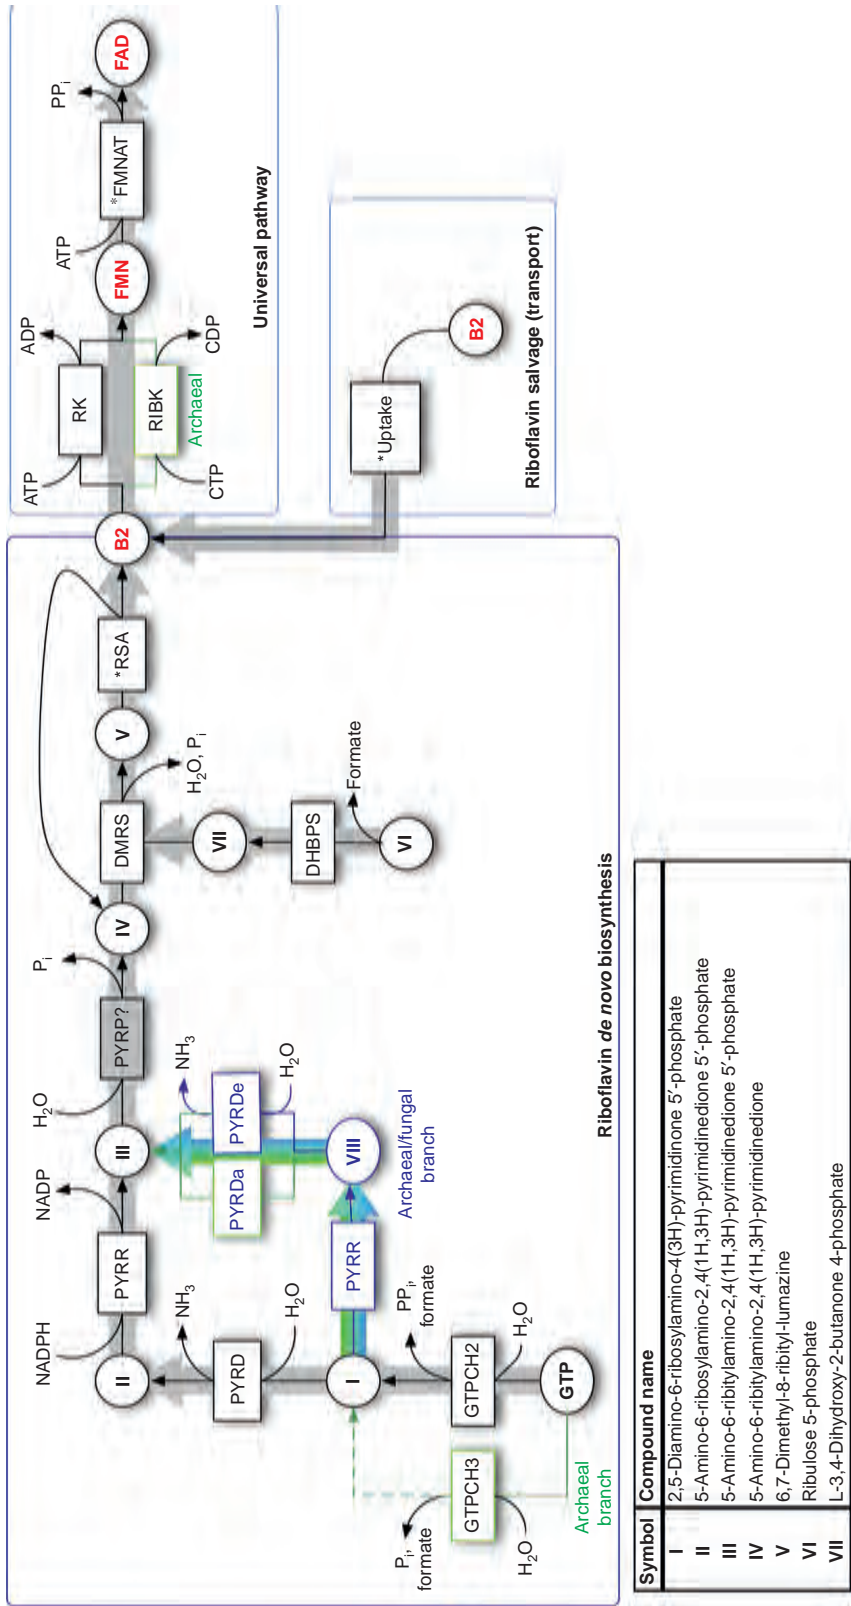 NADPH
NADP
H2O
Pi
II
PYRR
III
PYRP?
IV
DMRS
V
*RSA
B2
H2O, Pi
VII
DHBPS
Formate
VI
NH3
PYRD
H2O
NH3
PYRDa
PYRDe
H2O
VIII
Archaeal/fungal
branch
I
PYRR
PPi,
formate
GTPCH2
H2O
GTP
Pi,
formate
GTPCH3
H2O
Archaeal
branch
Riboflavin de novo biosynthesis
ATP
RK
ADP
RIBK
CTP
CDP
Archaeal
FMN
ATP
*FMNAT
PPi
FAD
Universal pathway
*Uptake
B2
Riboflavin salvage (transport)
Symbol Compound name
I 2,5-Diamino-6-ribosylamino-4(3H)-pyrimidinone 5′-phosphate
II 5-Amino-6-ribosylamino-2,4(1H,3H)-pyrimidinedione 5′-phosphate
III 5-Amino-6-ribitylamino-2,4(1H,3H)-pyrimidinedione 5′-phosphate
IV 5-Amino-6-ribitylamino-2,4(1H,3H)-pyrimidinedione
V 6,7-Dimethyl-8-ribityl-lumazine
VI Ribulose 5-phosphate
VII L-3,4-Dihydroxy-2-butanone 4-phosphate